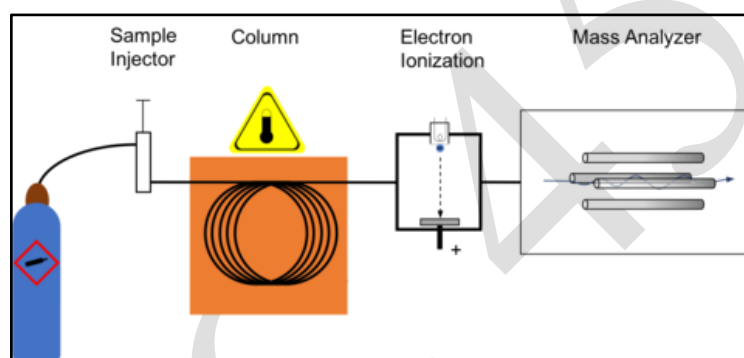 Sample
Injector
Column
Electron
Ionization
Mass Analyzer
+